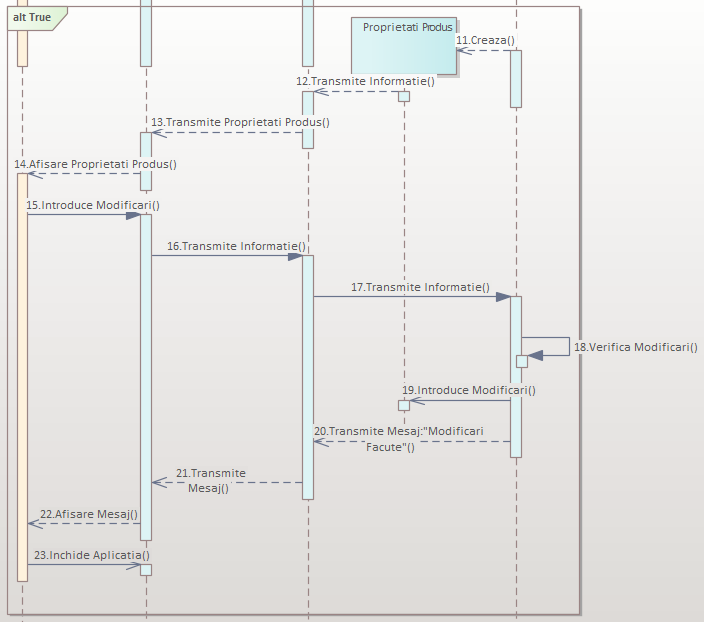 alt True
Proprietati Produs
11.Creaza()
12.Transmite Informatie()
13.Transmite Proprietati Produs()
14.Afisare Proprietati Produs()
15.Introduce Modificari()
16.Transmite Informatie()
17.Transmite Informatie()
18.Verifica Modificari()
19.Introduce Modificari()
20.Transmite Mesaj:"Modificari
Facute"()
21.Transmite
Mesaj()
22.Afisare Mesaj()
23.Inchide Aplicatia()